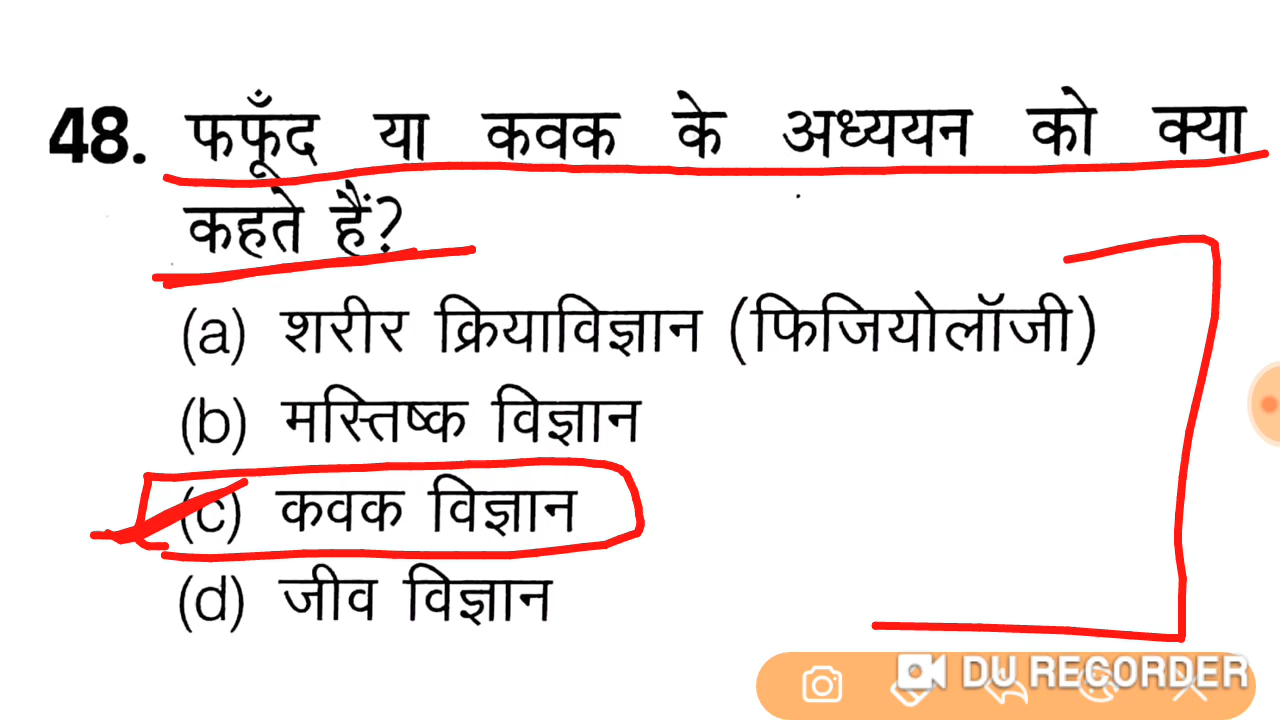 48. फफूँद या कवक के अध्ययन को क्या
कहते हैं?
(a) शरीर क्रियाविज्ञान (फिजियोलॉजी)
(b) मस्तिष्क विज्ञान
(c) कवक विज्ञान
(d) जीव विज्ञान
DU RECORDER